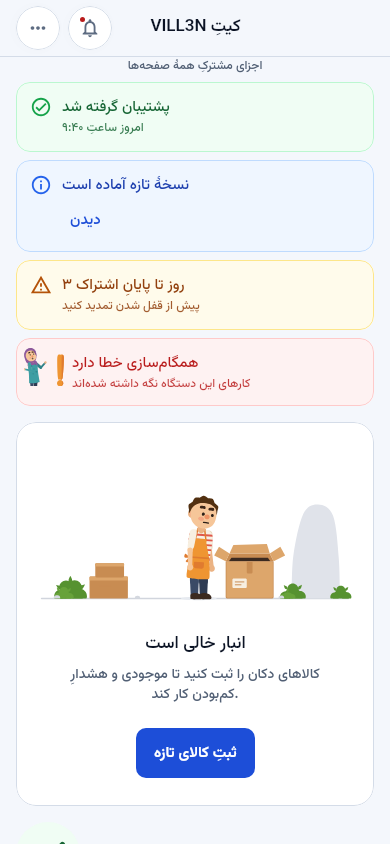 کیتِ VILL3N
اجزای مشترکِ همهٔ صفحه‌ها
پشتیبان گرفته شد
امروز ساعتِ ۹:۴۰
نسخهٔ تازه آماده است
دیدن
۳ روز تا پایانِ اشتراک
پیش از قفل شدن تمدید کنید
همگام‌سازی خطا دارد
کارهای این دستگاه نگه داشته شده‌اند
انبار خالی است
کالاهای دکان را ثبت کنید تا موجودی و هشدارِ
کم‌بودن کار کند.
ثبتِ کالای تازه